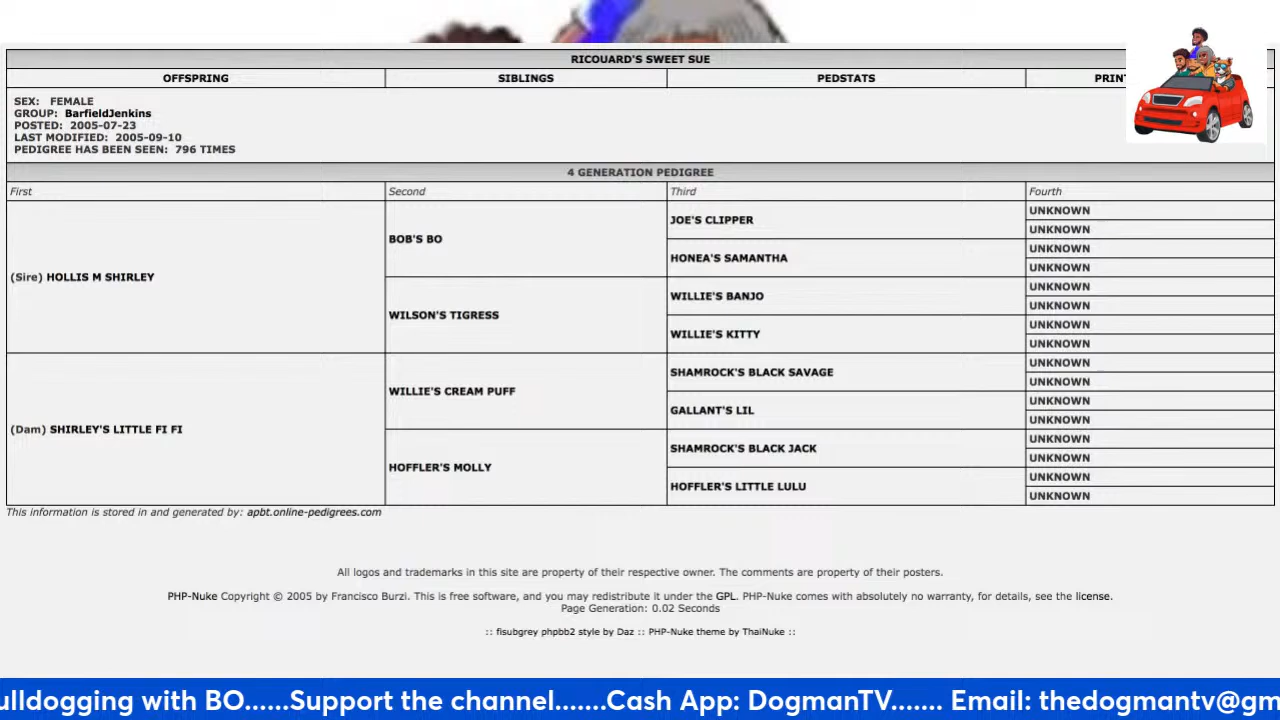 RICOUARD'S SWEET SUE
OFFSPRING SIBLINGS PEDSTATS PRINT
SEX: FEMALE
GROUP: BarfieldJenkins
POSTED: 2005-07-23
LAST MODIFIED: 2005-09-10
PEDIGREE HAS BEEN SEEN: 796 TIMES
4 GENERATION PEDIGREE
First Second Third Fourth
(Sire) HOLLIS M SHIRLEY
BOB'S BO
JOE'S CLIPPER
UNKNOWN
UNKNOWN
HONEA'S SAMANTHA
UNKNOWN
UNKNOWN
WILSON'S TIGRESS
WILLIE'S BANJO
UNKNOWN
UNKNOWN
WILLIE'S KITTY
UNKNOWN
UNKNOWN
(Dam) SHIRLEY'S LITTLE FI FI
WILLIE'S CREAM PUFF
SHAMROCK'S BLACK SAVAGE
UNKNOWN
UNKNOWN
GALLANT'S LIL
UNKNOWN
UNKNOWN
HOFFLER'S MOLLY
SHAMROCK'S BLACK JACK
UNKNOWN
UNKNOWN
HOFFLER'S LITTLE LULU
UNKNOWN
UNKNOWN
This information is stored in and generated by: apbt.online-pedigrees.com
All logos and trademarks in this site are property of their respective owner. The comments are property of their posters.
PHP-Nuke Copyright © 2005 by Francisco Burzi. This is free software, and you may redistribute it under the GPL. PHP-Nuke comes with absolutely no warranty, for details, see the license.
Page Generation: 0.02 Seconds
:: fisubgrey phpbb2 style by Daz :: PHP-Nuke theme by ThaiNuke ::
ulldogging with BO......Support the channel.......Cash App: DogmanTV....... Email: thedogmantv@gm